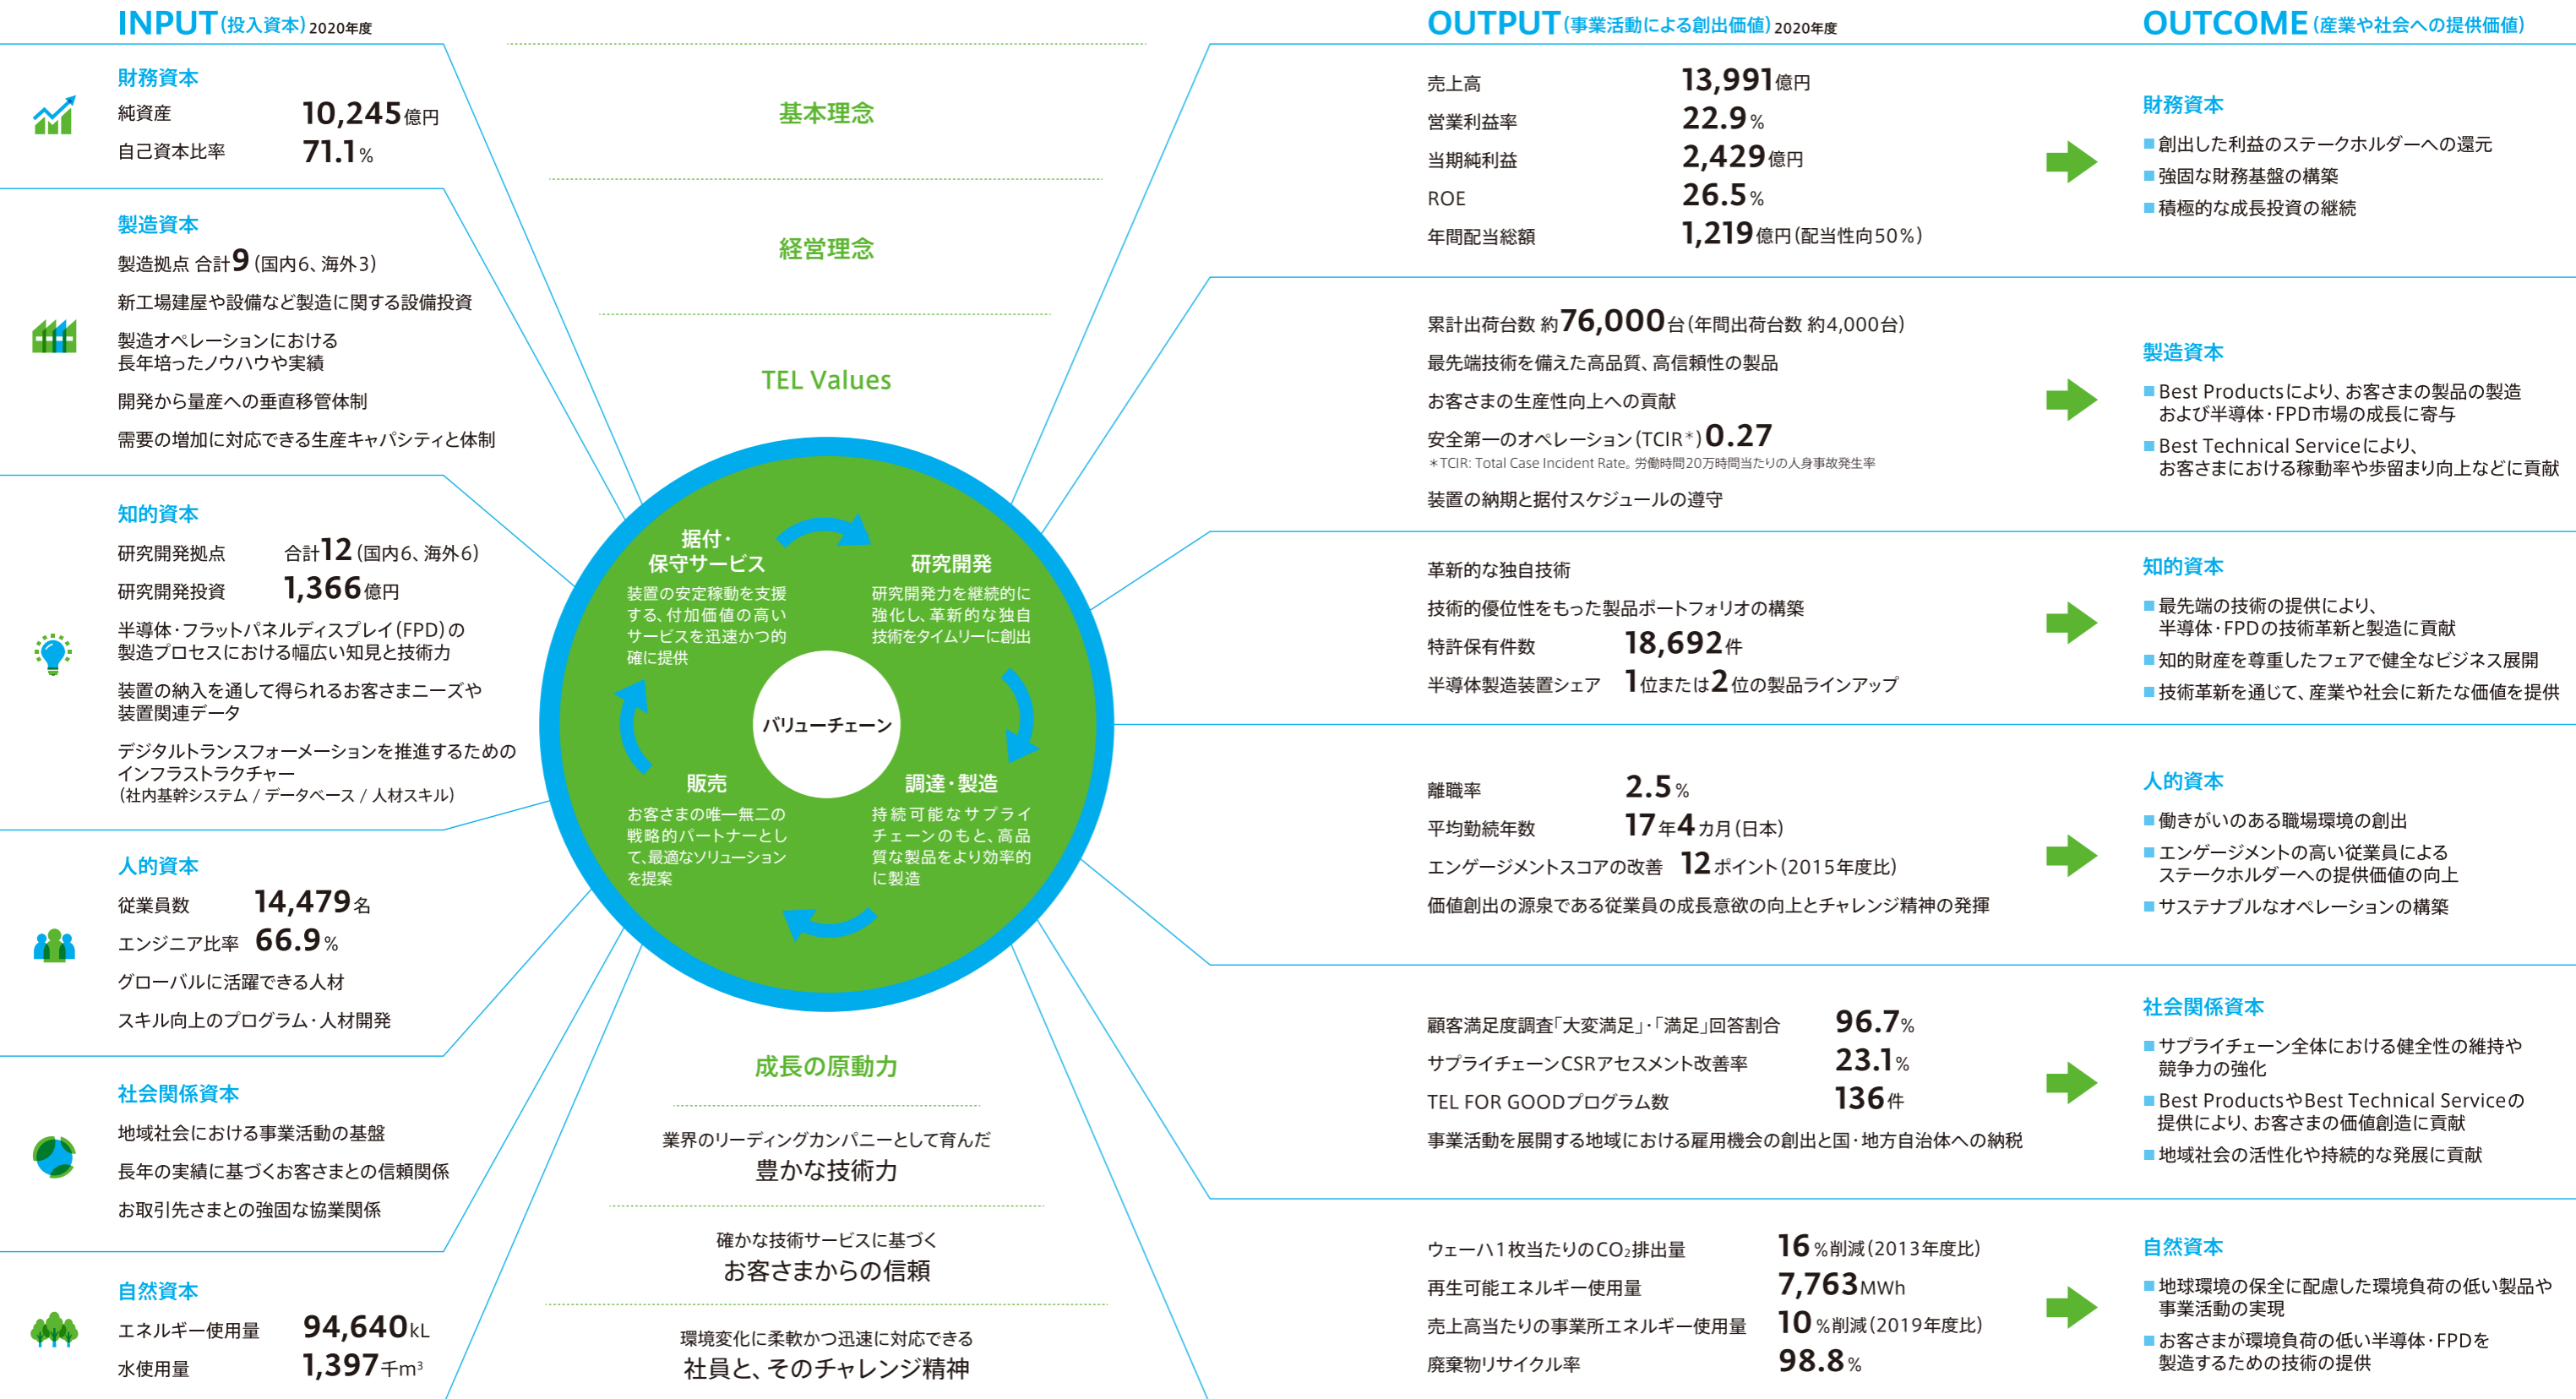 INPUT(投入資本) 2020年度
財務資本
純資産 10,245億円
自己資本比率 71.1%
製造資本
製造拠点 合計9(国内6、海外3)
新工場建屋や設備など製造に関する設備投資
製造オペレーションにおける
長年培ったノウハウや実績
開発から量産への垂直移管体制
需要の増加に対応できる生産キャパシティと体制
知的資本
研究開発拠点 合計12(国内6、海外6)
研究開発投資 1,366億円
半導体・フラットパネルディスプレイ(FPD)の
製造プロセスにおける幅広い知見と技術力
装置の納入を通して得られるお客さまニーズや
装置関連データ
デジタルトランスフォーメーションを推進するための
インフラストラクチャー
(社内基幹システム / データベース / 人材スキル)
人的資本
従業員数 14,479名
エンジニア比率 66.9%
グローバルに活躍できる人材
スキル向上のプログラム・人材開発
社会関係資本
地域社会における事業活動の基盤
長年の実績に基づくお客さまとの信頼関係
お取引先さまとの強固な協業関係
自然資本
エネルギー使用量 94,640kL
水使用量 1,397千m³
基本理念
経営理念
TEL Values
据付・
保守サービス
装置の安定稼動を支援
する、付加価値の高い
サービスを迅速かつ的
確に提供
研究開発
研究開発力を継続的に
強化し、革新的な独自
技術をタイムリーに創出
バリューチェーン
販売
お客さまの唯一無二の
戦略的パートナーとし
て、最適なソリューション
を提案
調達・製造
持続可能なサプライ
チェーンのもと、高品
質な製品をより効率的
に製造
成長の原動力
業界のリーディングカンパニーとして育んだ
豊かな技術力
確かな技術サービスに基づく
お客さまからの信頼
環境変化に柔軟かつ迅速に対応できる
社員と、そのチャレンジ精神
OUTPUT(事業活動による創出価値) 2020年度
売上高 13,991億円
営業利益率 22.9%
当期純利益 2,429億円
ROE 26.5%
年間配当総額 1,219億円(配当性向50%)
累計出荷台数 約76,000台(年間出荷台数 約4,000台)
最先端技術を備えた高品質、高信頼性の製品
お客さまの生産性向上への貢献
安全第一のオペレーション(TCIR*)0.27
*TCIR: Total Case Incident Rate。労働時間20万時間当たりの人身事故発生率
装置の納期と据付スケジュールの遵守
革新的な独自技術
技術的優位性をもった製品ポートフォリオの構築
特許保有件数 18,692件
半導体製造装置シェア 1位または2位の製品ラインアップ
離職率 2.5%
平均勤続年数 17年4カ月(日本)
エンゲージメントスコアの改善 12ポイント(2015年度比)
価値創出の源泉である従業員の成長意欲の向上とチャレンジ精神の発揮
顧客満足度調査「大変満足」・「満足」回答割合 96.7%
サプライチェーンCSRアセスメント改善率 23.1%
TEL FOR GOODプログラム数 136件
事業活動を展開する地域における雇用機会の創出と国・地方自治体への納税
ウェーハ1枚当たりのCO₂排出量 16%削減(2013年度比)
再生可能エネルギー使用量 7,763MWh
売上高当たりの事業所エネルギー使用量 10%削減(2019年度比)
廃棄物リサイクル率 98.8%
OUTCOME(産業や社会への提供価値)
財務資本
■創出した利益のステークホルダーへの還元
■強固な財務基盤の構築
■積極的な成長投資の継続
製造資本
■Best Productsにより、お客さまの製品の製造
および半導体・FPD市場の成長に寄与
■Best Technical Serviceにより、
お客さまにおける稼動率や歩留まり向上などに貢献
知的資本
■最先端の技術の提供により、
半導体・FPDの技術革新と製造に貢献
■知的財産を尊重したフェアで健全なビジネス展開
■技術革新を通じて、産業や社会に新たな価値を提供
人的資本
■働きがいのある職場環境の創出
■エンゲージメントの高い従業員による
ステークホルダーへの提供価値の向上
■サステナブルなオペレーションの構築
社会関係資本
■サプライチェーン全体における健全性の維持や
競争力の強化
■Best ProductsやBest Technical Serviceの
提供により、お客さまの価値創造に貢献
■地域社会の活性化や持続的な発展に貢献
自然資本
■地球環境の保全に配慮した環境負荷の低い製品や
事業活動の実現
■お客さまが環境負荷の低い半導体・FPDを
製造するための技術の提供